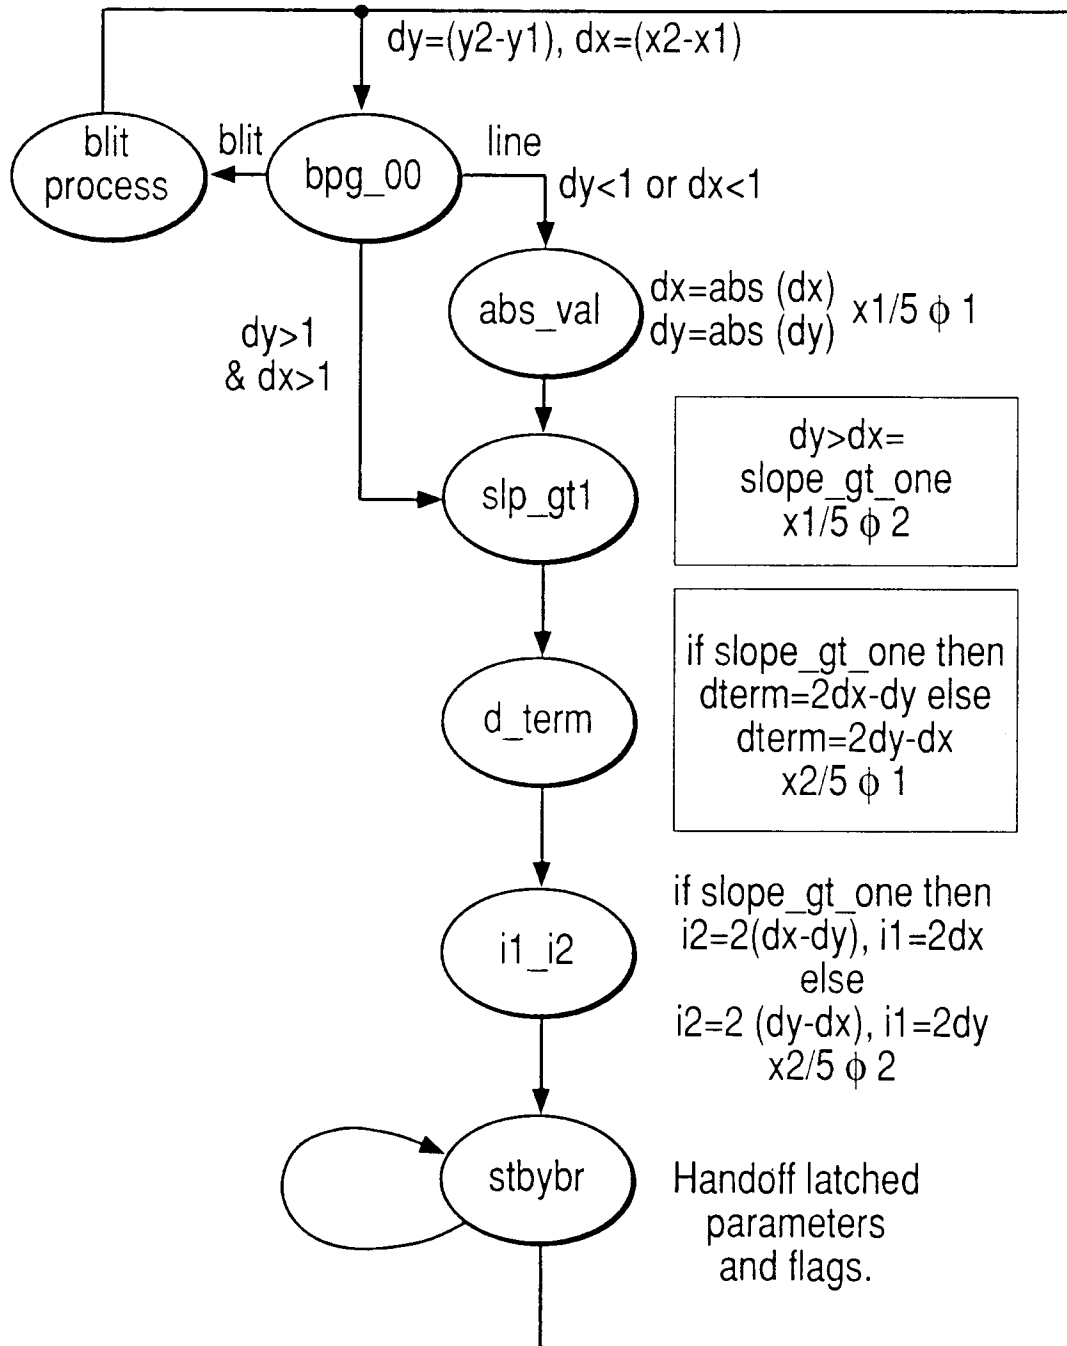 dy=(y2-y1), dx=(x2-x1)
blit
process
blit
bpg_00
line
dy<1 or dx<1
abs_val
dx=abs (dx)
dy=abs (dy)
x1/5 ϕ 1
dy>1
& dx>1
slp_gt1
dy>dx=
slope_gt_one
x1/5 ϕ 2
d_term
if slope_gt_one then
dterm=2dx-dy else
dterm=2dy-dx
x2/5 ϕ 1
i1_i2
if slope_gt_one then
i2=2(dx-dy), i1=2dx
else
i2=2 (dy-dx), i1=2dy
x2/5 ϕ 2
stbybr
Handoff latched
parameters
and flags.